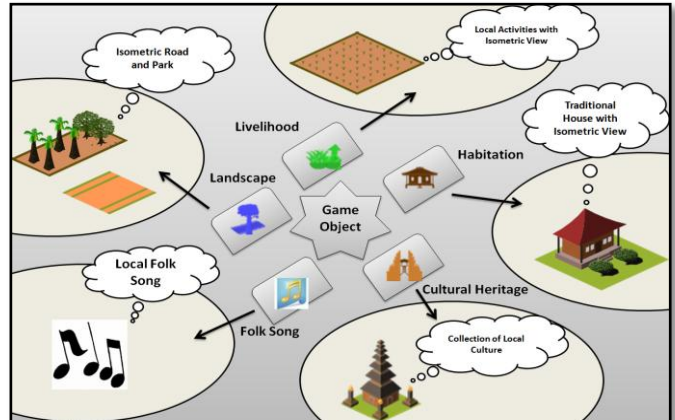 Isometric Road
and Park
Local Activities with
Isometric View
Traditional
House with
Isometric View
Livelihood
Habitation
Landscape
Game
Object
Local Folk
Song
Cultural Heritage
Folk Song
Collection of Local
Culture